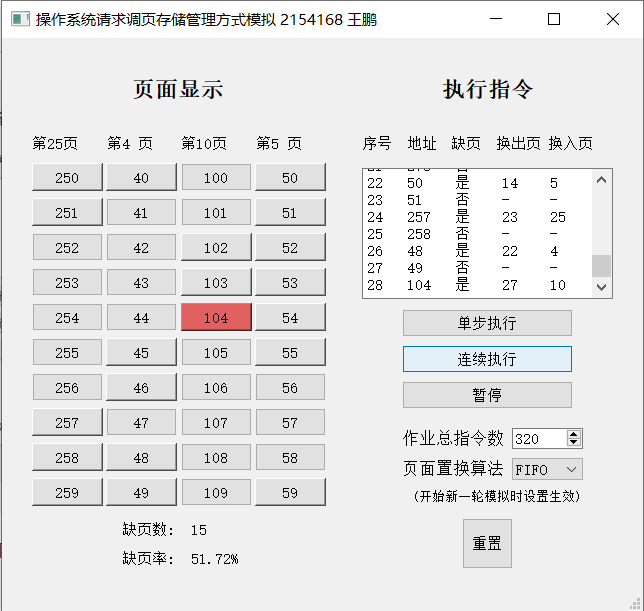 操作系统请求调页存储管理方式模拟 2154168 王鹏
页面显示
第25页 第4 页 第10页 第5 页
250 40 100 50
251 41 101 51
252 42 102 52
253 43 103 53
254 44 104 54
255 45 105 55
256 46 106 56
257 47 107 57
258 48 108 58
259 49 109 59
缺页数： 15
缺页率： 51.72%
执行指令
序号 地址 缺页 换出页 换入页
22 50 是 14 5
23 51 否 - -
24 257 是 23 25
25 258 否 - -
26 48 是 22 4
27 49 否 - -
28 104 是 27 10
单步执行
连续执行
暂停
作业总指令数 320
页面置换算法 FIFO
(开始新一轮模拟时设置生效)
重置